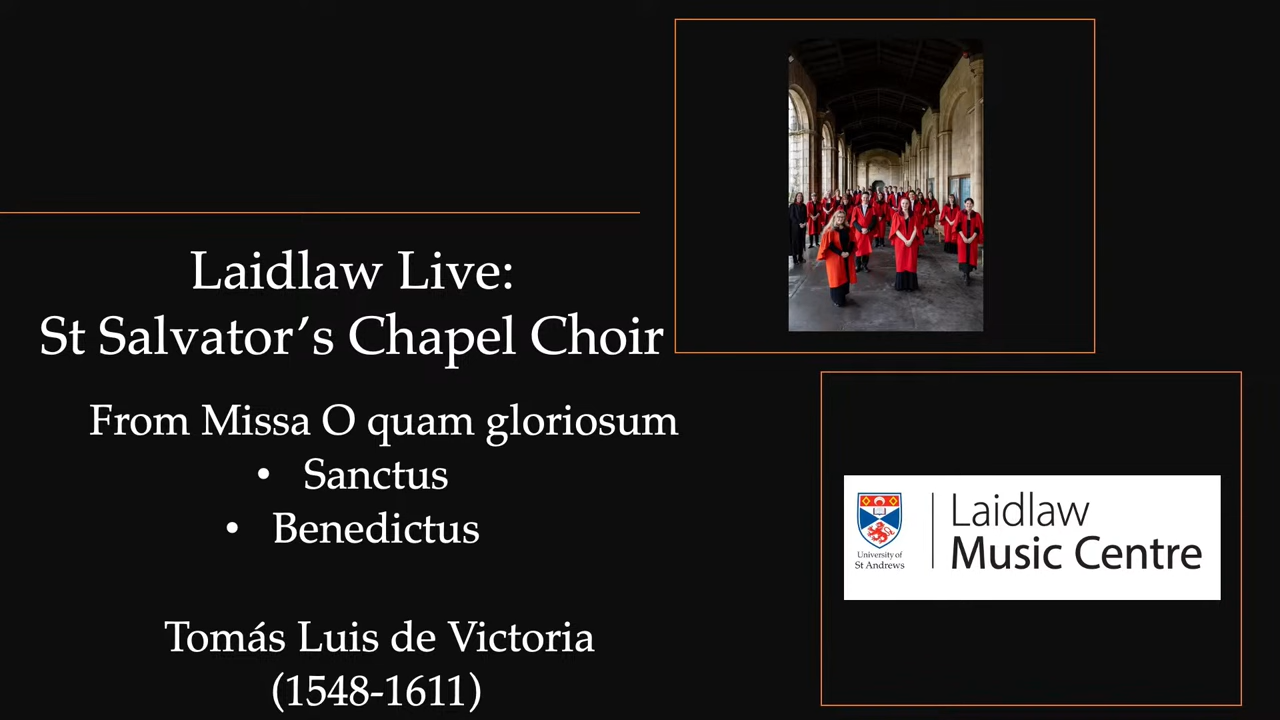 Laidlaw Live:
St Salvator’s Chapel Choir
From Missa O quam gloriosum
• Sanctus
• Benedictus
Tomás Luis de Victoria
(1548-1611)
University of
St Andrews
Laidlaw
Music Centre